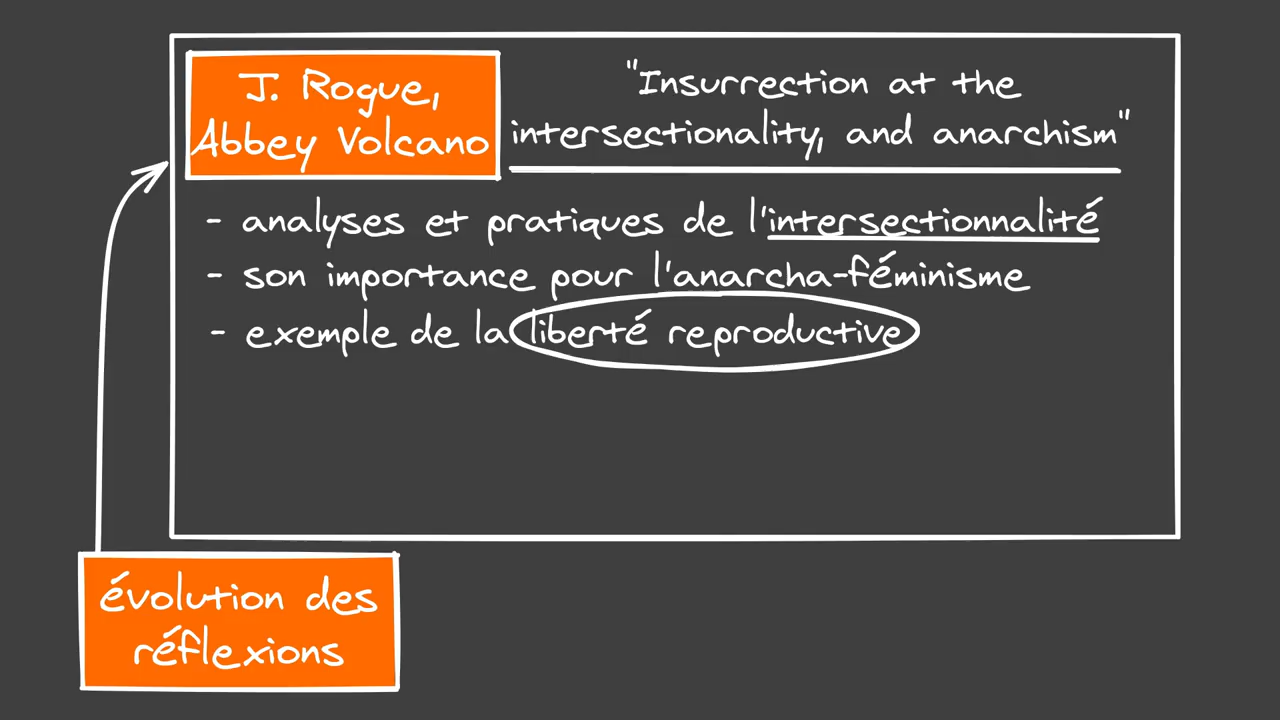 J. Rogue,
Abbey Volcano
"Insurrection at the
intersectionality, and anarchism"
- analyses et pratiques de l'intersectionnalité
- son importance pour l'anarcha-féminisme
- exemple de la liberté reproductive
évolution des
réflexions